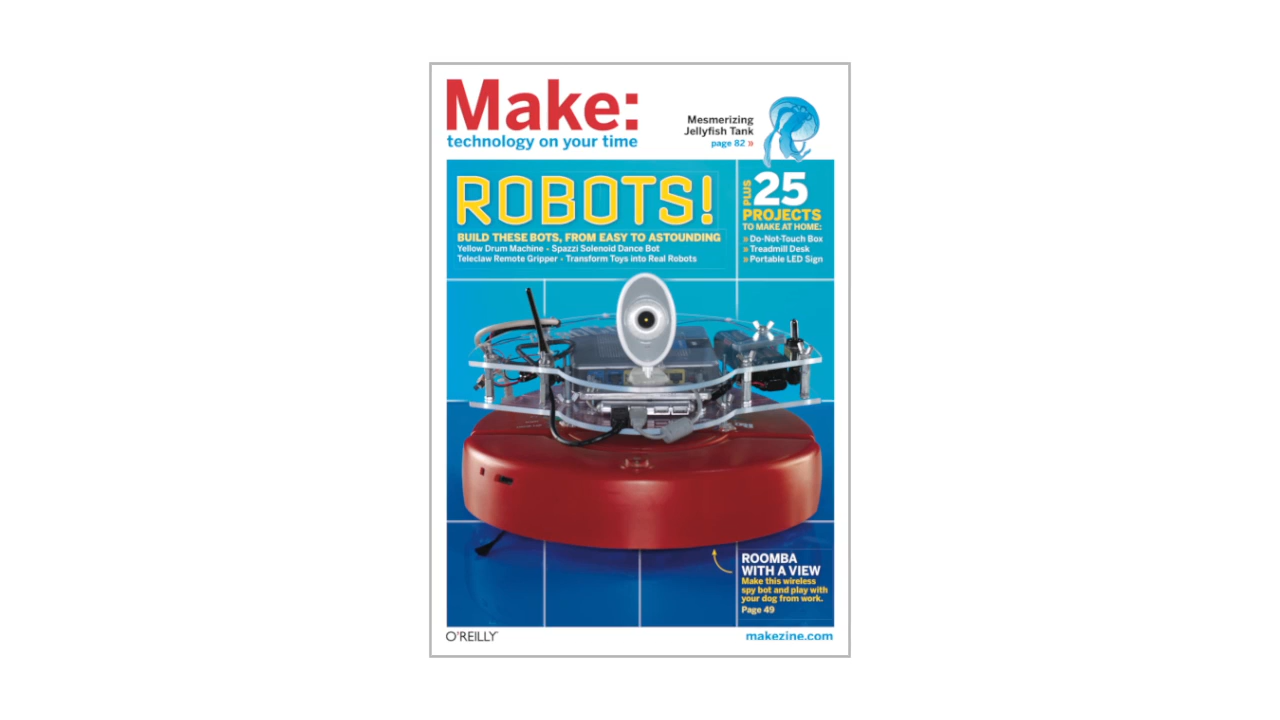 Make:
technology on your time
Mesmerizing
Jellyfish Tank
page 82 »
ROBOTS!
BUILD THESE BOTS, FROM EASY TO ASTOUNDING
Yellow Drum Machine • Spazzi Solenoid Dance Bot
Teleclaw Remote Gripper • Transform Toys into Real Robots
PLUS 25
PROJECTS
TO MAKE AT HOME:
» Do-Not-Touch Box
» Treadmill Desk
» Portable LED Sign
ROOMBA
WITH A VIEW
Make this wireless
spy bot and play with
your dog from work.
Page 49
O'REILLY
makezine.com